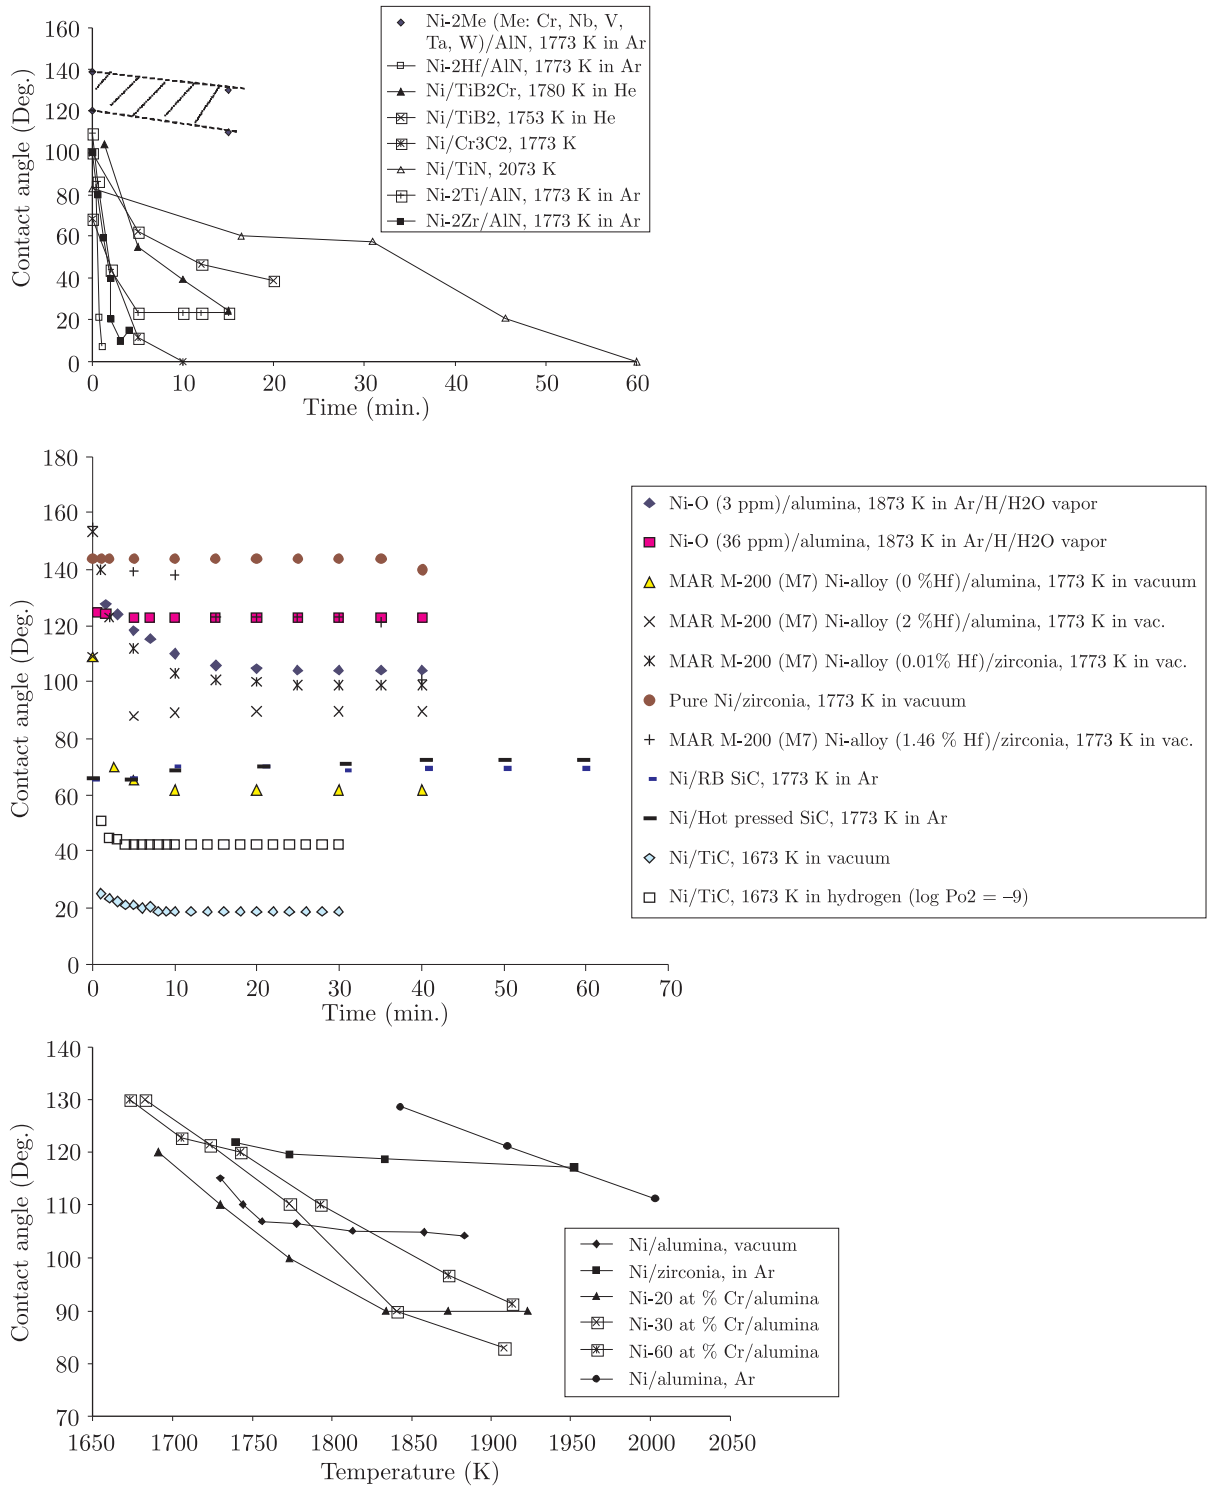 160
140
120
100
80
60
40
20
0
Contact angle (Deg.)
0 10 20 30 40 50 60
Time (min.)
Ni-2Me (Me: Cr, Nb, V,
Ta, W)/AlN, 1773 K in Ar
Ni-2Hf/AlN, 1773 K in Ar
Ni/TiB2Cr, 1780 K in He
Ni/TiB2, 1753 K in He
Ni/Cr3C2, 1773 K
Ni/TiN, 2073 K
Ni-2Ti/AlN, 1773 K in Ar
Ni-2Zr/AlN, 1773 K in Ar
180
160
140
120
100
80
60
40
20
0
Contact angle (Deg.)
0 10 20 30 40 50 60 70
Time (min.)
Ni-O (3 ppm)/alumina, 1873 K in Ar/H/H2O vapor
Ni-O (36 ppm)/alumina, 1873 K in Ar/H/H2O vapor
MAR M-200 (M7) Ni-alloy (0 %Hf)/alumina, 1773 K in vacuum
MAR M-200 (M7) Ni-alloy (2 %Hf)/alumina, 1773 K in vac.
MAR M-200 (M7) Ni-alloy (0.01% Hf)/zirconia, 1773 K in vac.
Pure Ni/zirconia, 1773 K in vacuum
MAR M-200 (M7) Ni-alloy (1.46 % Hf)/zirconia, 1773 K in vac.
Ni/RB SiC, 1773 K in Ar
Ni/Hot pressed SiC, 1773 K in Ar
Ni/TiC, 1673 K in vacuum
Ni/TiC, 1673 K in hydrogen (log Po2 = –9)
140
130
120
110
100
90
80
70
Contact angle (Deg.)
1650 1700 1750 1800 1850 1900 1950 2000 2050
Temperature (K)
Ni/alumina, vacuum
Ni/zirconia, in Ar
Ni-20 at % Cr/alumina
Ni-30 at % Cr/alumina
Ni-60 at % Cr/alumina
Ni/alumina, Ar